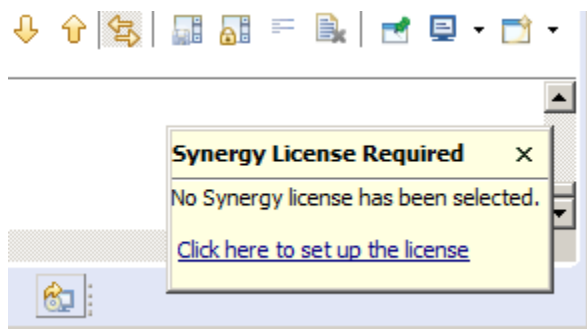 Synergy License Required
No Synergy license has been selected.
Click here to set up the license